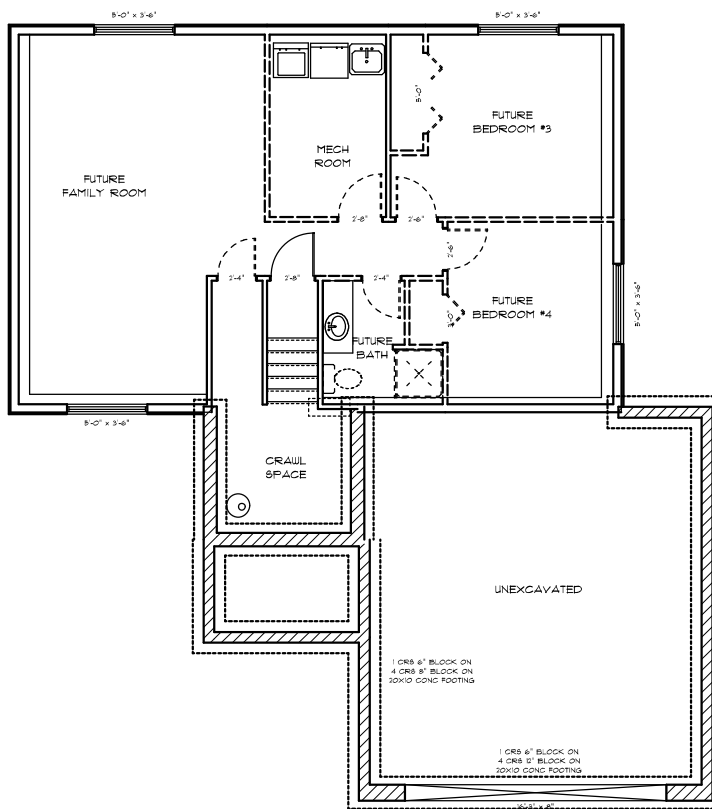 5'-0" x 3'-6"
5'-0" x 3'-6"
5'-0"
FUTURE
BEDROOM #3
MECH
ROOM
FUTURE
FAMILY ROOM
2'-8"
2'-6"
2'-6"
2'-4"
2'-8"
2'-4"
5'-0" x 3'-6"
FUTURE
BEDROOM #4
FUTURE
BATH
5'-0" x 3'-6"
CRAWL
SPACE
UNEXCAVATED
1 CRS 6" BLOCK ON
4 CRS 8" BLOCK ON
20X10 CONC FOOTING
1 CRS 6" BLOCK ON
4 CRS 12" BLOCK ON
20X10 CONC FOOTING